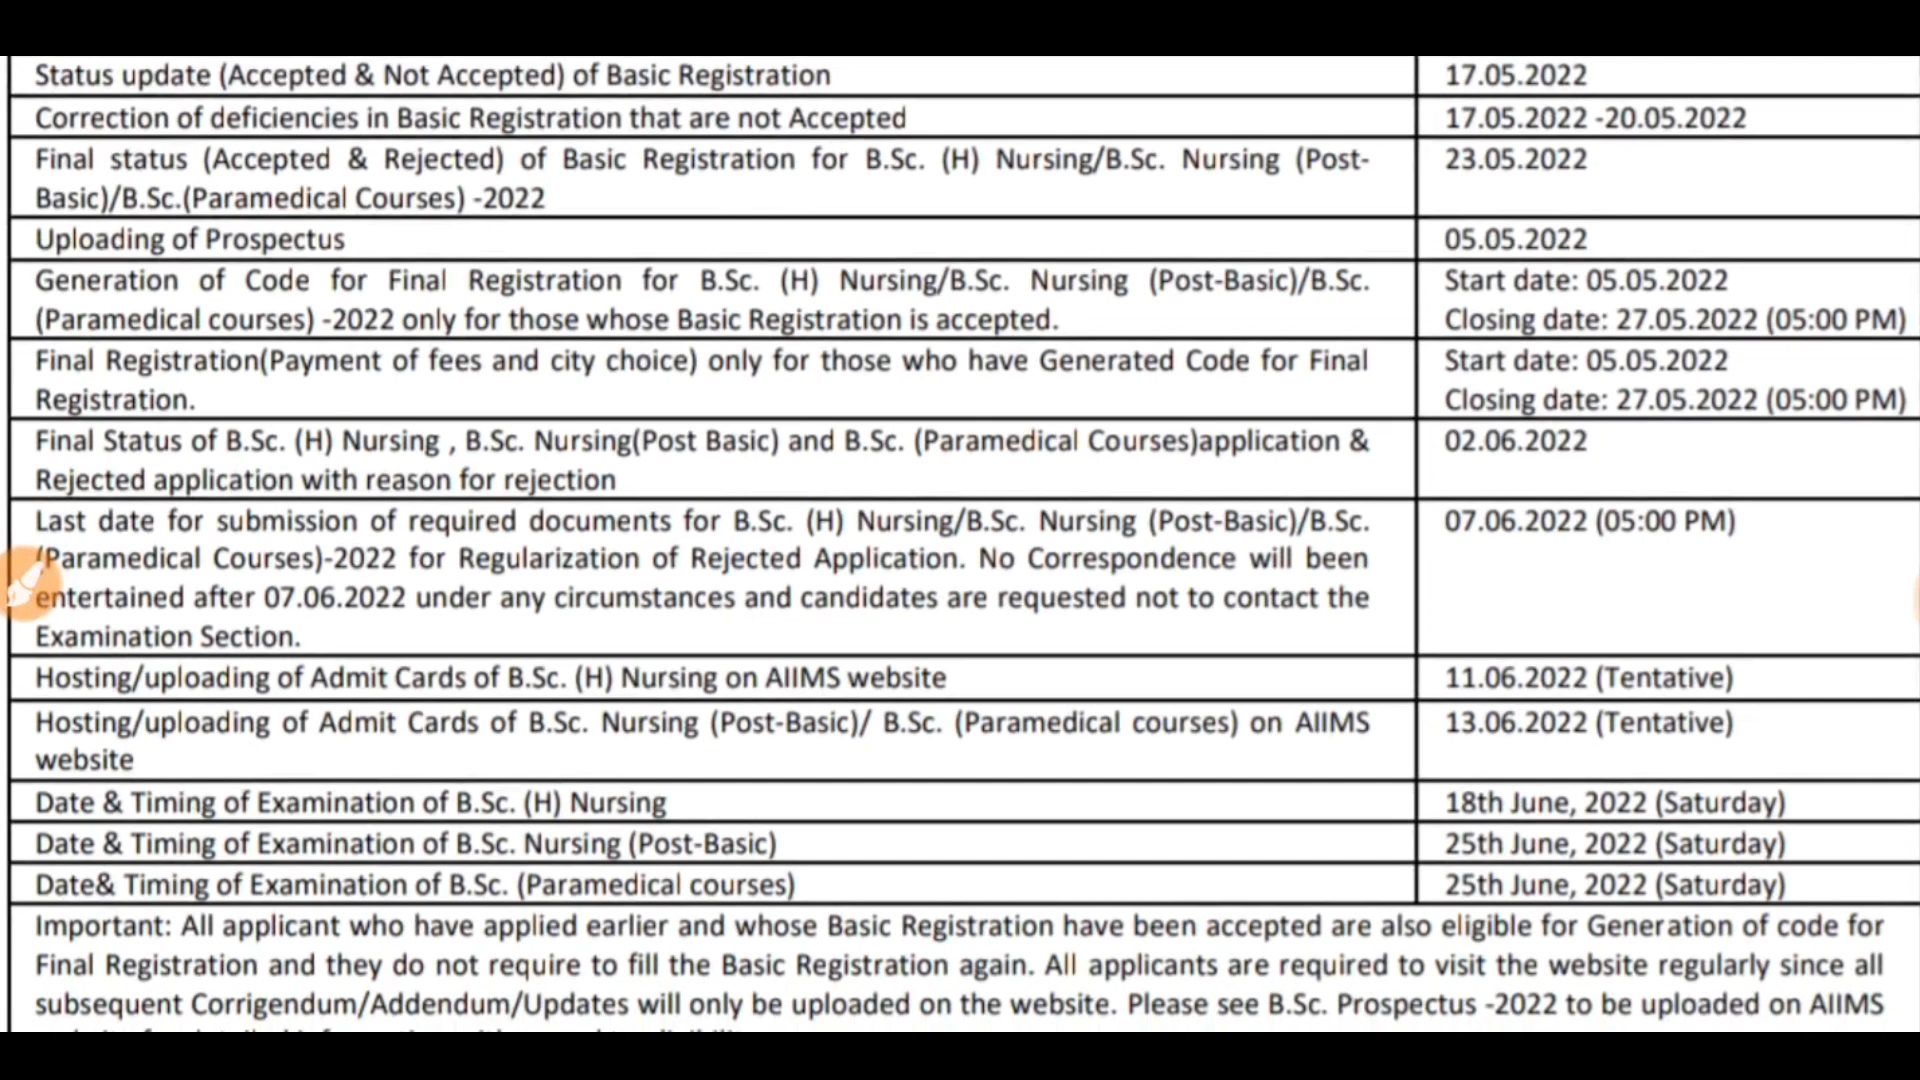 Status update (Accepted & Not Accepted) of Basic Registration
17.05.2022
Correction of deficiencies in Basic Registration that are not Accepted
17.05.2022 -20.05.2022
Final status (Accepted & Rejected) of Basic Registration for B.Sc. (H) Nursing/B.Sc. Nursing (Post-
Basic)/B.Sc.(Paramedical Courses) -2022
23.05.2022
Uploading of Prospectus
05.05.2022
Generation of Code for Final Registration for B.Sc. (H) Nursing/B.Sc. Nursing (Post-Basic)/B.Sc.
(Paramedical courses) -2022 only for those whose Basic Registration is accepted.
Start date: 05.05.2022
Closing date: 27.05.2022 (05:00 PM)
Final Registration(Payment of fees and city choice) only for those who have Generated Code for Final
Registration.
Start date: 05.05.2022
Closing date: 27.05.2022 (05:00 PM)
Final Status of B.Sc. (H) Nursing , B.Sc. Nursing(Post Basic) and B.Sc. (Paramedical Courses)application &
Rejected application with reason for rejection
02.06.2022
Last date for submission of required documents for B.Sc. (H) Nursing/B.Sc. Nursing (Post-Basic)/B.Sc.
(Paramedical Courses)-2022 for Regularization of Rejected Application. No Correspondence will been
entertained after 07.06.2022 under any circumstances and candidates are requested not to contact the
Examination Section.
07.06.2022 (05:00 PM)
Hosting/uploading of Admit Cards of B.Sc. (H) Nursing on AIIMS website
11.06.2022 (Tentative)
Hosting/uploading of Admit Cards of B.Sc. Nursing (Post-Basic)/ B.Sc. (Paramedical courses) on AIIMS
website
13.06.2022 (Tentative)
Date & Timing of Examination of B.Sc. (H) Nursing
18th June, 2022 (Saturday)
Date & Timing of Examination of B.Sc. Nursing (Post-Basic)
25th June, 2022 (Saturday)
Date& Timing of Examination of B.Sc. (Paramedical courses)
25th June, 2022 (Saturday)
Important: All applicant who have applied earlier and whose Basic Registration have been accepted are also eligible for Generation of code for
Final Registration and they do not require to fill the Basic Registration again. All applicants are required to visit the website regularly since all
subsequent Corrigendum/Addendum/Updates will only be uploaded on the website. Please see B.Sc. Prospectus -2022 to be uploaded on AIIMS